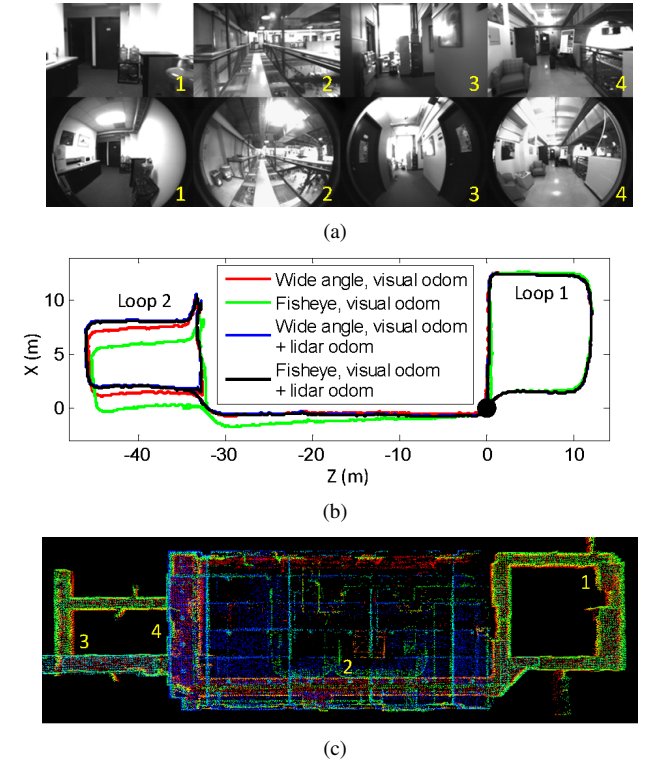 1 2 3 4
1 2 3 4
(a)
Loop 2
Loop 1
Wide angle, visual odom
Fisheye, visual odom
Wide angle, visual odom
+ lidar odom
Fisheye, visual odom
+ lidar odom
X (m)
10
5
0
-40 -30 -20 -10 0 10
Z (m)
(b)
1
3 4
2
(c)